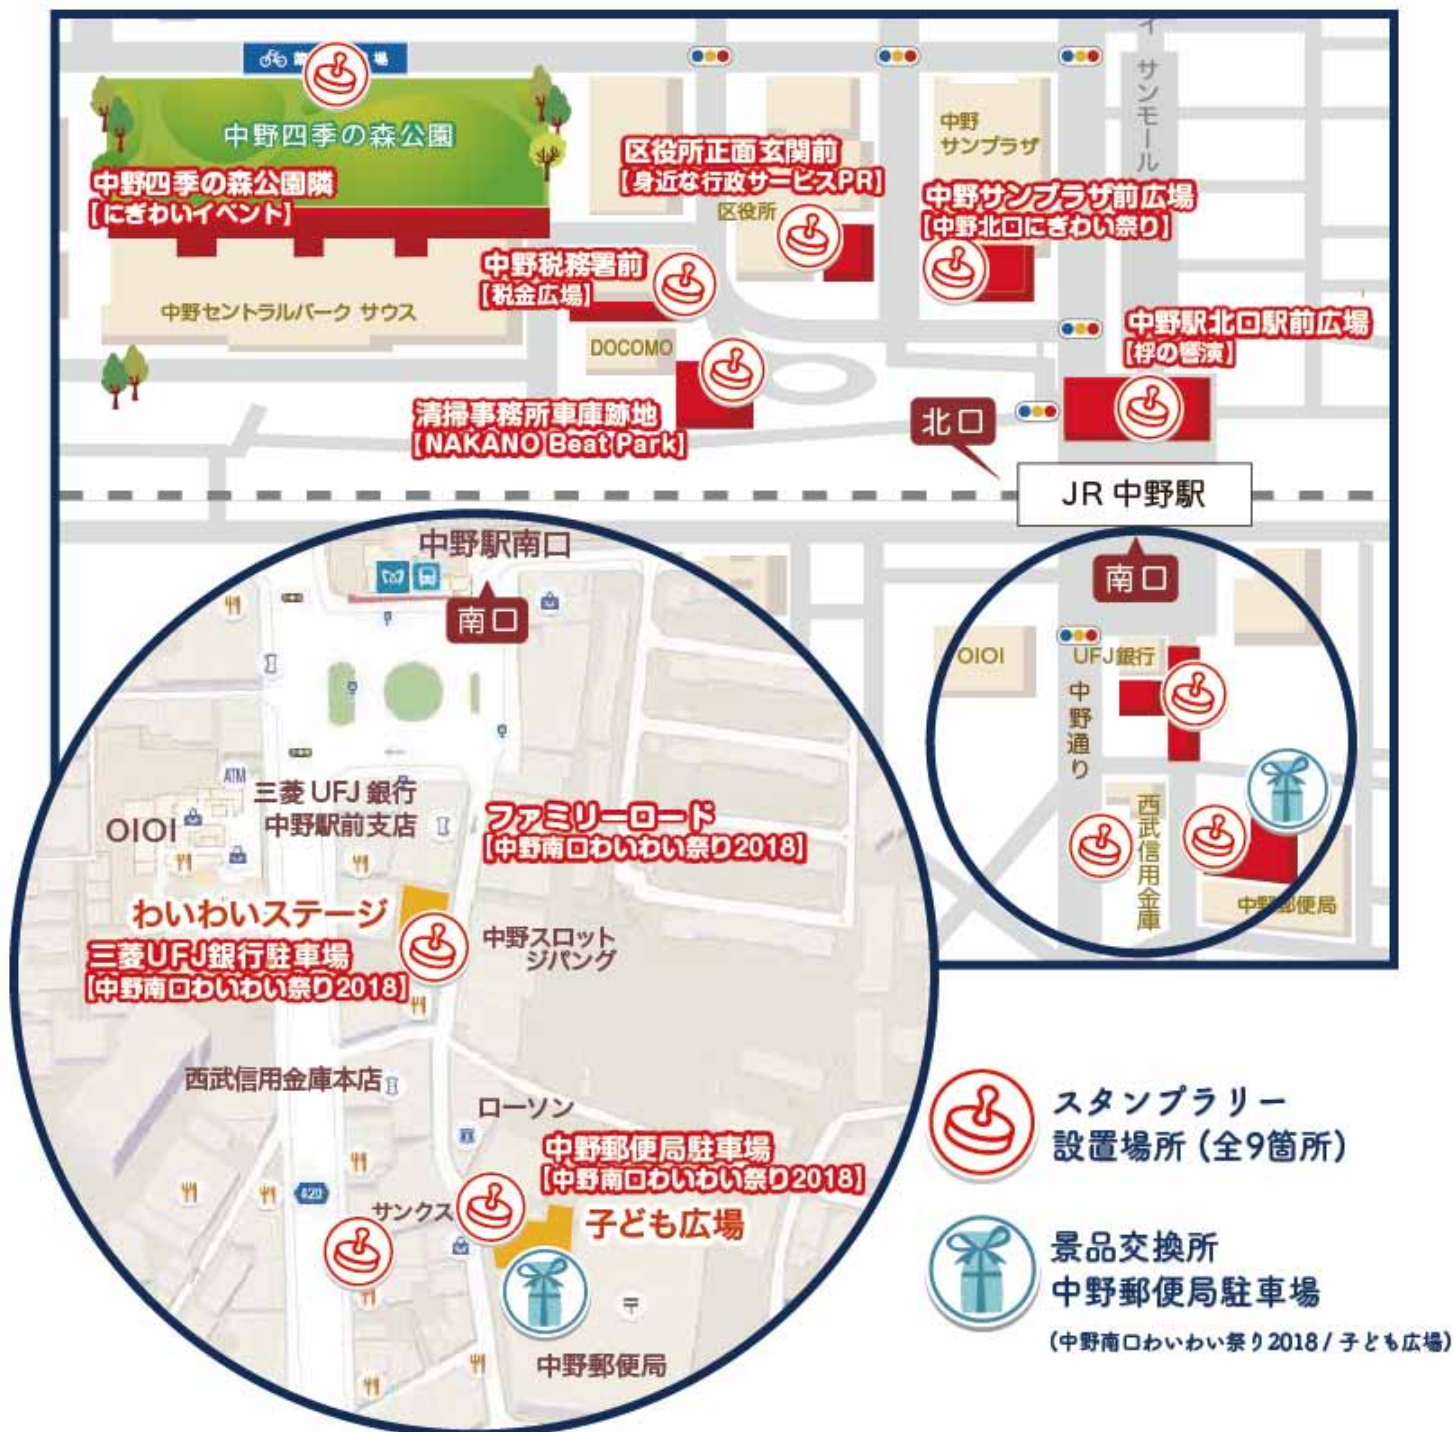 場
中野四季の森公園
中野四季の森公園隣
【にぎわいイベント】
中野セントラルパーク サウス
区役所正面玄関前
【身近な行政サービスPR】
区役所
中野税務署前
【税金広場】
DOCOMO
清掃事務所車庫跡地
【NAKANO Beat Park】
中野
サンプラザ
中野サンプラザ前広場
【中野北口にぎわい祭り】
イ
サンモール
中野駅北口駅前広場
【桴の響演】
北口
JR 中野駅
南口
OIOI
UFJ銀行
中野通り
西武信用金庫
中野郵便局
中野駅南口
南口
ATM
三菱 UFJ 銀行
中野駅前支店
OIOI
ファミリーロード
【中野南口わいわい祭り2018】
わいわいステージ
三菱UFJ銀行駐車場
【中野南口わいわい祭り2018】
中野スロット
ジパング
西武信用金庫本店
ローソン
中野郵便局駐車場
【中野南口わいわい祭り2018】
子ども広場
420
サンクス
〒
中野郵便局
スタンプラリー
設置場所 (全9箇所)
景品交換所
中野郵便局駐車場
(中野南口わいわい祭り2018 / 子ども広場)